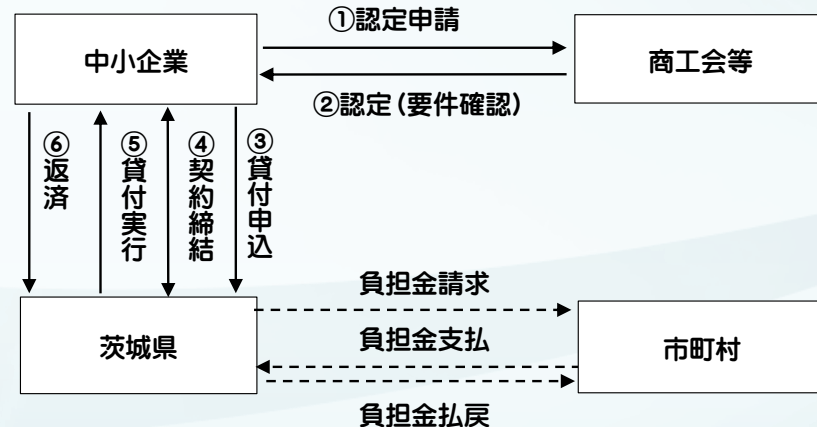 ①認定申請
中小企業
商工会等
②認定(要件確認)
⑥返済
⑤貸付実行
④契約締結
③貸付申込
負担金請求
茨城県
負担金支払
市町村
負担金払戻